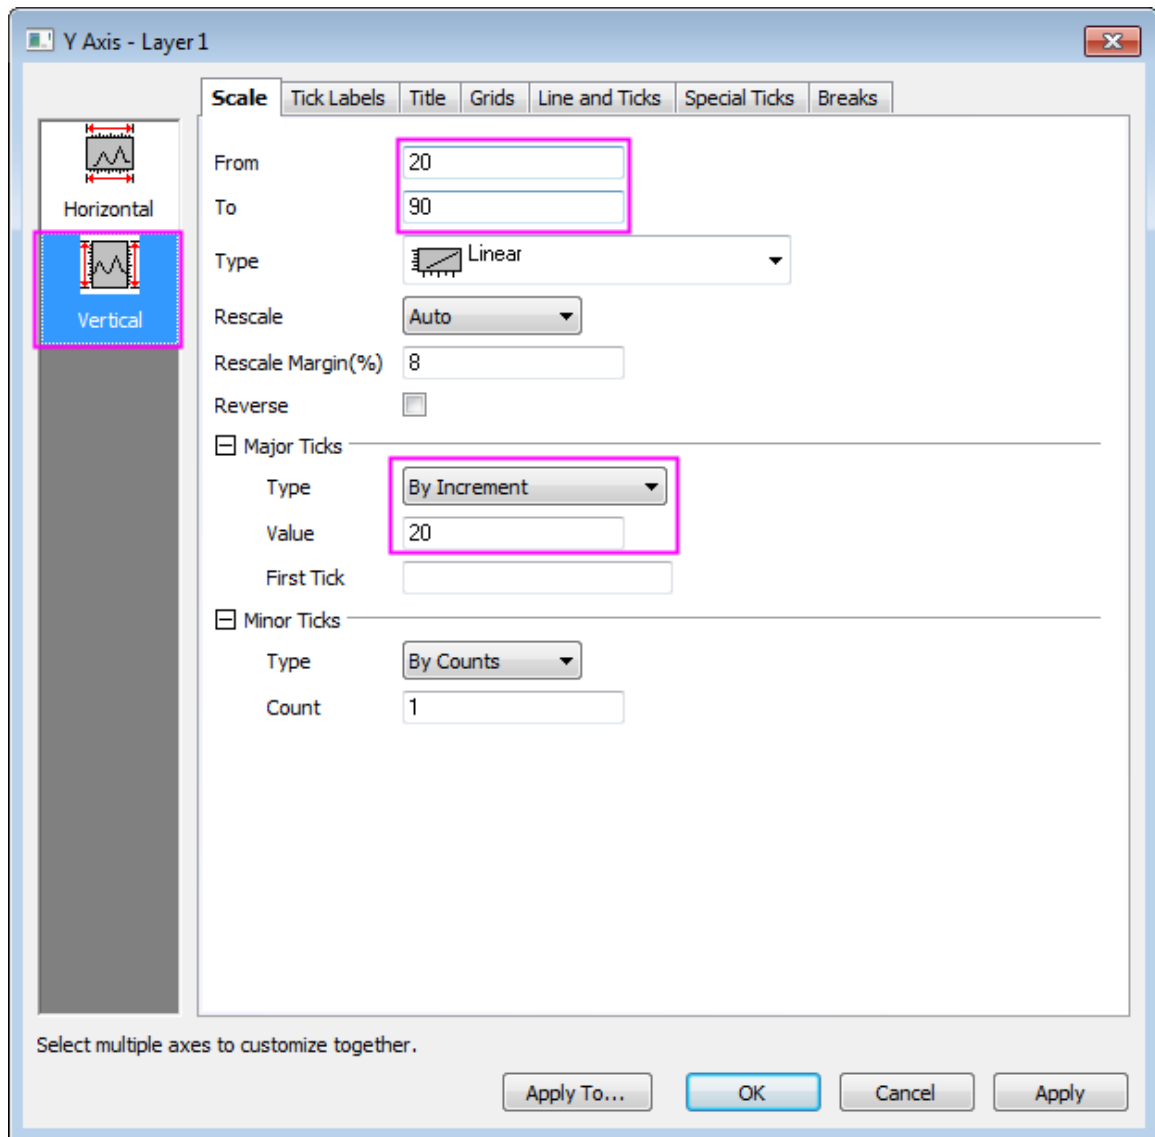 Y Axis - Layer 1
Scale Tick Labels Title Grids Line and Ticks Special Ticks Breaks
Horizontal
Vertical
From 20
To 90
Type Linear
Rescale Auto
Rescale Margin(%) 8
Reverse
Major Ticks
Type By Increment
Value 20
First Tick
Minor Ticks
Type By Counts
Count 1
Select multiple axes to customize together.
Apply To... OK Cancel Apply